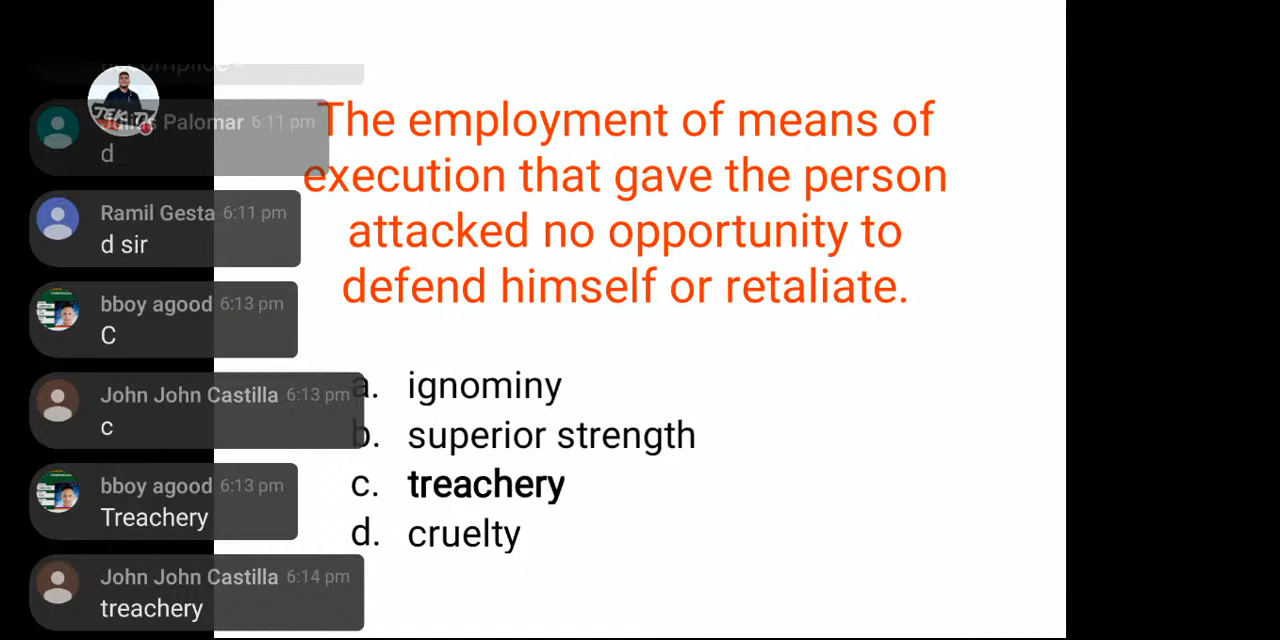 Palomar 6:11 pm
d
Ramil Gesta 6:11 pm
d sir
bboy agood 6:13 pm
C
John John Castilla 6:13 pm
c
bboy agood 6:13 pm
Treachery
John John Castilla 6:14 pm
treachery
The employment of means of
execution that gave the person
attacked no opportunity to
defend himself or retaliate.
a. ignominy
b. superior strength
c. treachery
d. cruelty